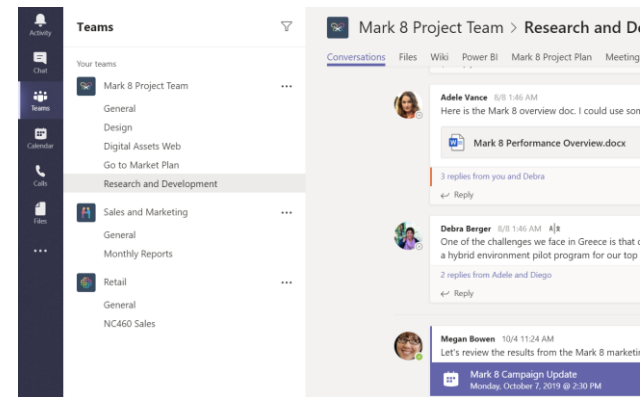 Activity
Chat
Teams
Calendar
Calls
Files
Teams
Your teams
Mark 8 Project Team
General
Design
Digital Assets Web
Go to Market Plan
Research and Development
Sales and Marketing
General
Monthly Reports
Retail
General
NC460 Sales
Mark 8 Project Team > Research and De
Conversations Files Wiki Power BI Mark 8 Project Plan Meeting
Adele Vance 8/8 1:46 AM
Here is the Mark 8 overview doc. I could use som
Mark 8 Performance Overview.docx
3 replies from you and Debra
Reply
Debra Berger 8/8 1:46 AM
One of the challenges we face in Greece is that
a hybrid environment pilot program for our top
2 replies from Adele and Diego
Reply
Megan Bowen 10/4 11:24 AM
Let's review the results from the Mark 8 marketi
Mark 8 Campaign Update
Monday, October 7, 2019 @ 2:30 PM